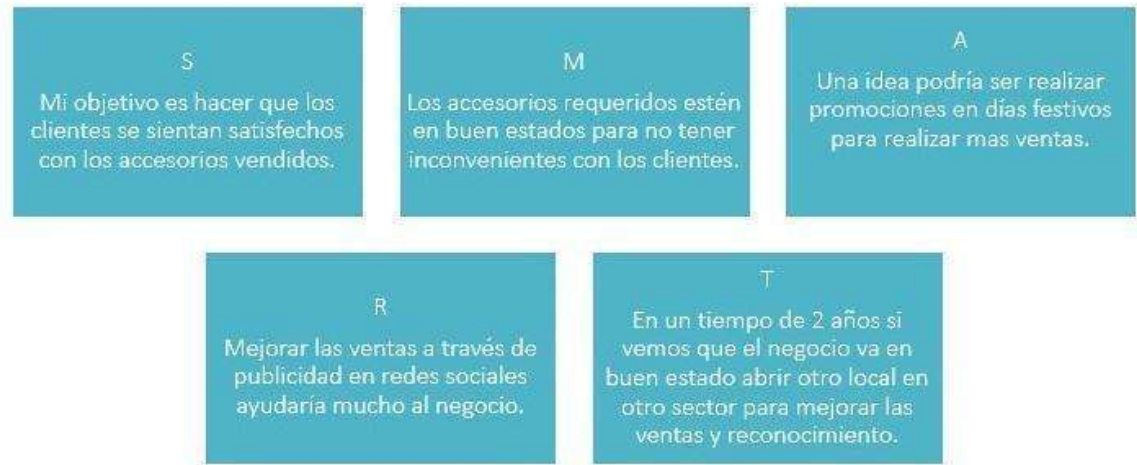 S
Mi objetivo es hacer que los
clientes se sientan satisfechos
con los accesorios vendidos.
M
Los accesorios requeridos estén
en buen estados para no tener
inconvenientes con los clientes.
A
Una idea podría ser realizar
promociones en días festivos
para realizar mas ventas.
R
Mejorar las ventas a través de
publicidad en redes sociales
ayudaría mucho al negocio.
T
En un tiempo de 2 años si
vemos que el negocio va en
buen estado abrir otro local en
otro sector para mejorar las
ventas y reconocimiento.